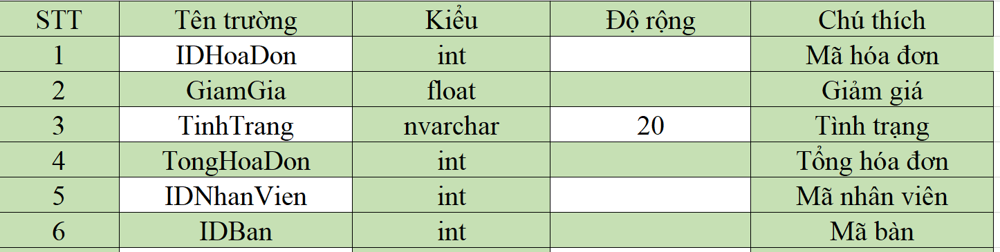 STT Tên trường Kiểu Độ rộng Chú thích
1 IDHoaDon int Mã hóa đơn
2 GiamGia float Giảm giá
3 TinhTrang nvarchar 20 Tình trạng
4 TongHoaDon int Tổng hóa đơn
5 IDNhanVien int Mã nhân viên
6 IDBan int Mã bàn